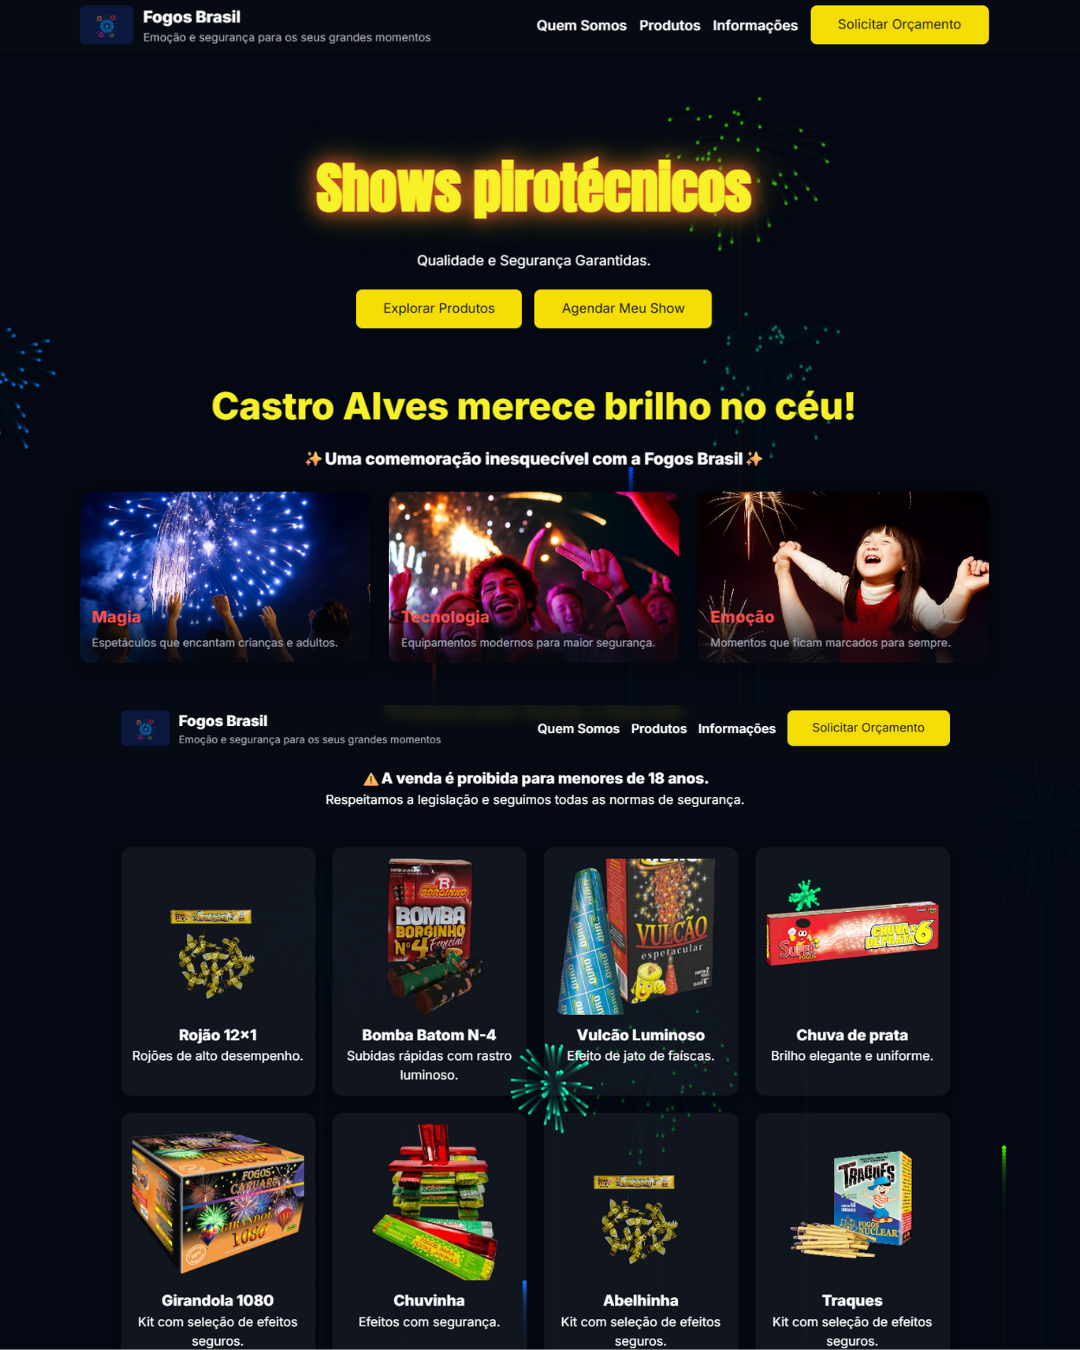 Fogos Brasil
Emoção e segurança para os seus grandes momentos
Quem Somos Produtos Informações Solicitar Orçamento
Shows pirotécnicos
Qualidade e Segurança Garantidas.
Explorar Produtos Agendar Meu Show
Castro Alves merece brilho no céu!
✨Uma comemoração inesquecível com a Fogos Brasil✨
Magia
Espetáculos que encantam crianças e adultos.
Tecnologia
Equipamentos modernos para maior segurança.
Emoção
Momentos que ficam marcados para sempre.
Fogos Brasil
Emoção e segurança para os seus grandes momentos
Quem Somos Produtos Informações Solicitar Orçamento
⚠️A venda é proibida para menores de 18 anos.
Respeitamos a legislação e seguimos todas as normas de segurança.
BORGINHO
BOMBA
BORGINHO
Nº4 Especial
VULCÃO
espetacular
DURO
CHUVA DE PRATA 6
SUPER
FOGOS
Rojão 12x1
Rojões de alto desempenho.
Bomba Batom N-4
Subidas rápidas com rastro
luminoso.
Vulcão Luminoso
Efeito de jato de faíscas.
Chuva de prata
Brilho elegante e uniforme.
FOGOS
CARUARU
GIRANDOLA
1080
TRAQUES
FOGOS
NUCLEAR
Girandola 1080
Kit com seleção de efeitos
seguros.
Chuvinha
Efeitos com segurança.
Abelhinha
Kit com seleção de efeitos
seguros.
Traques
Kit com seleção de efeitos
seguros.